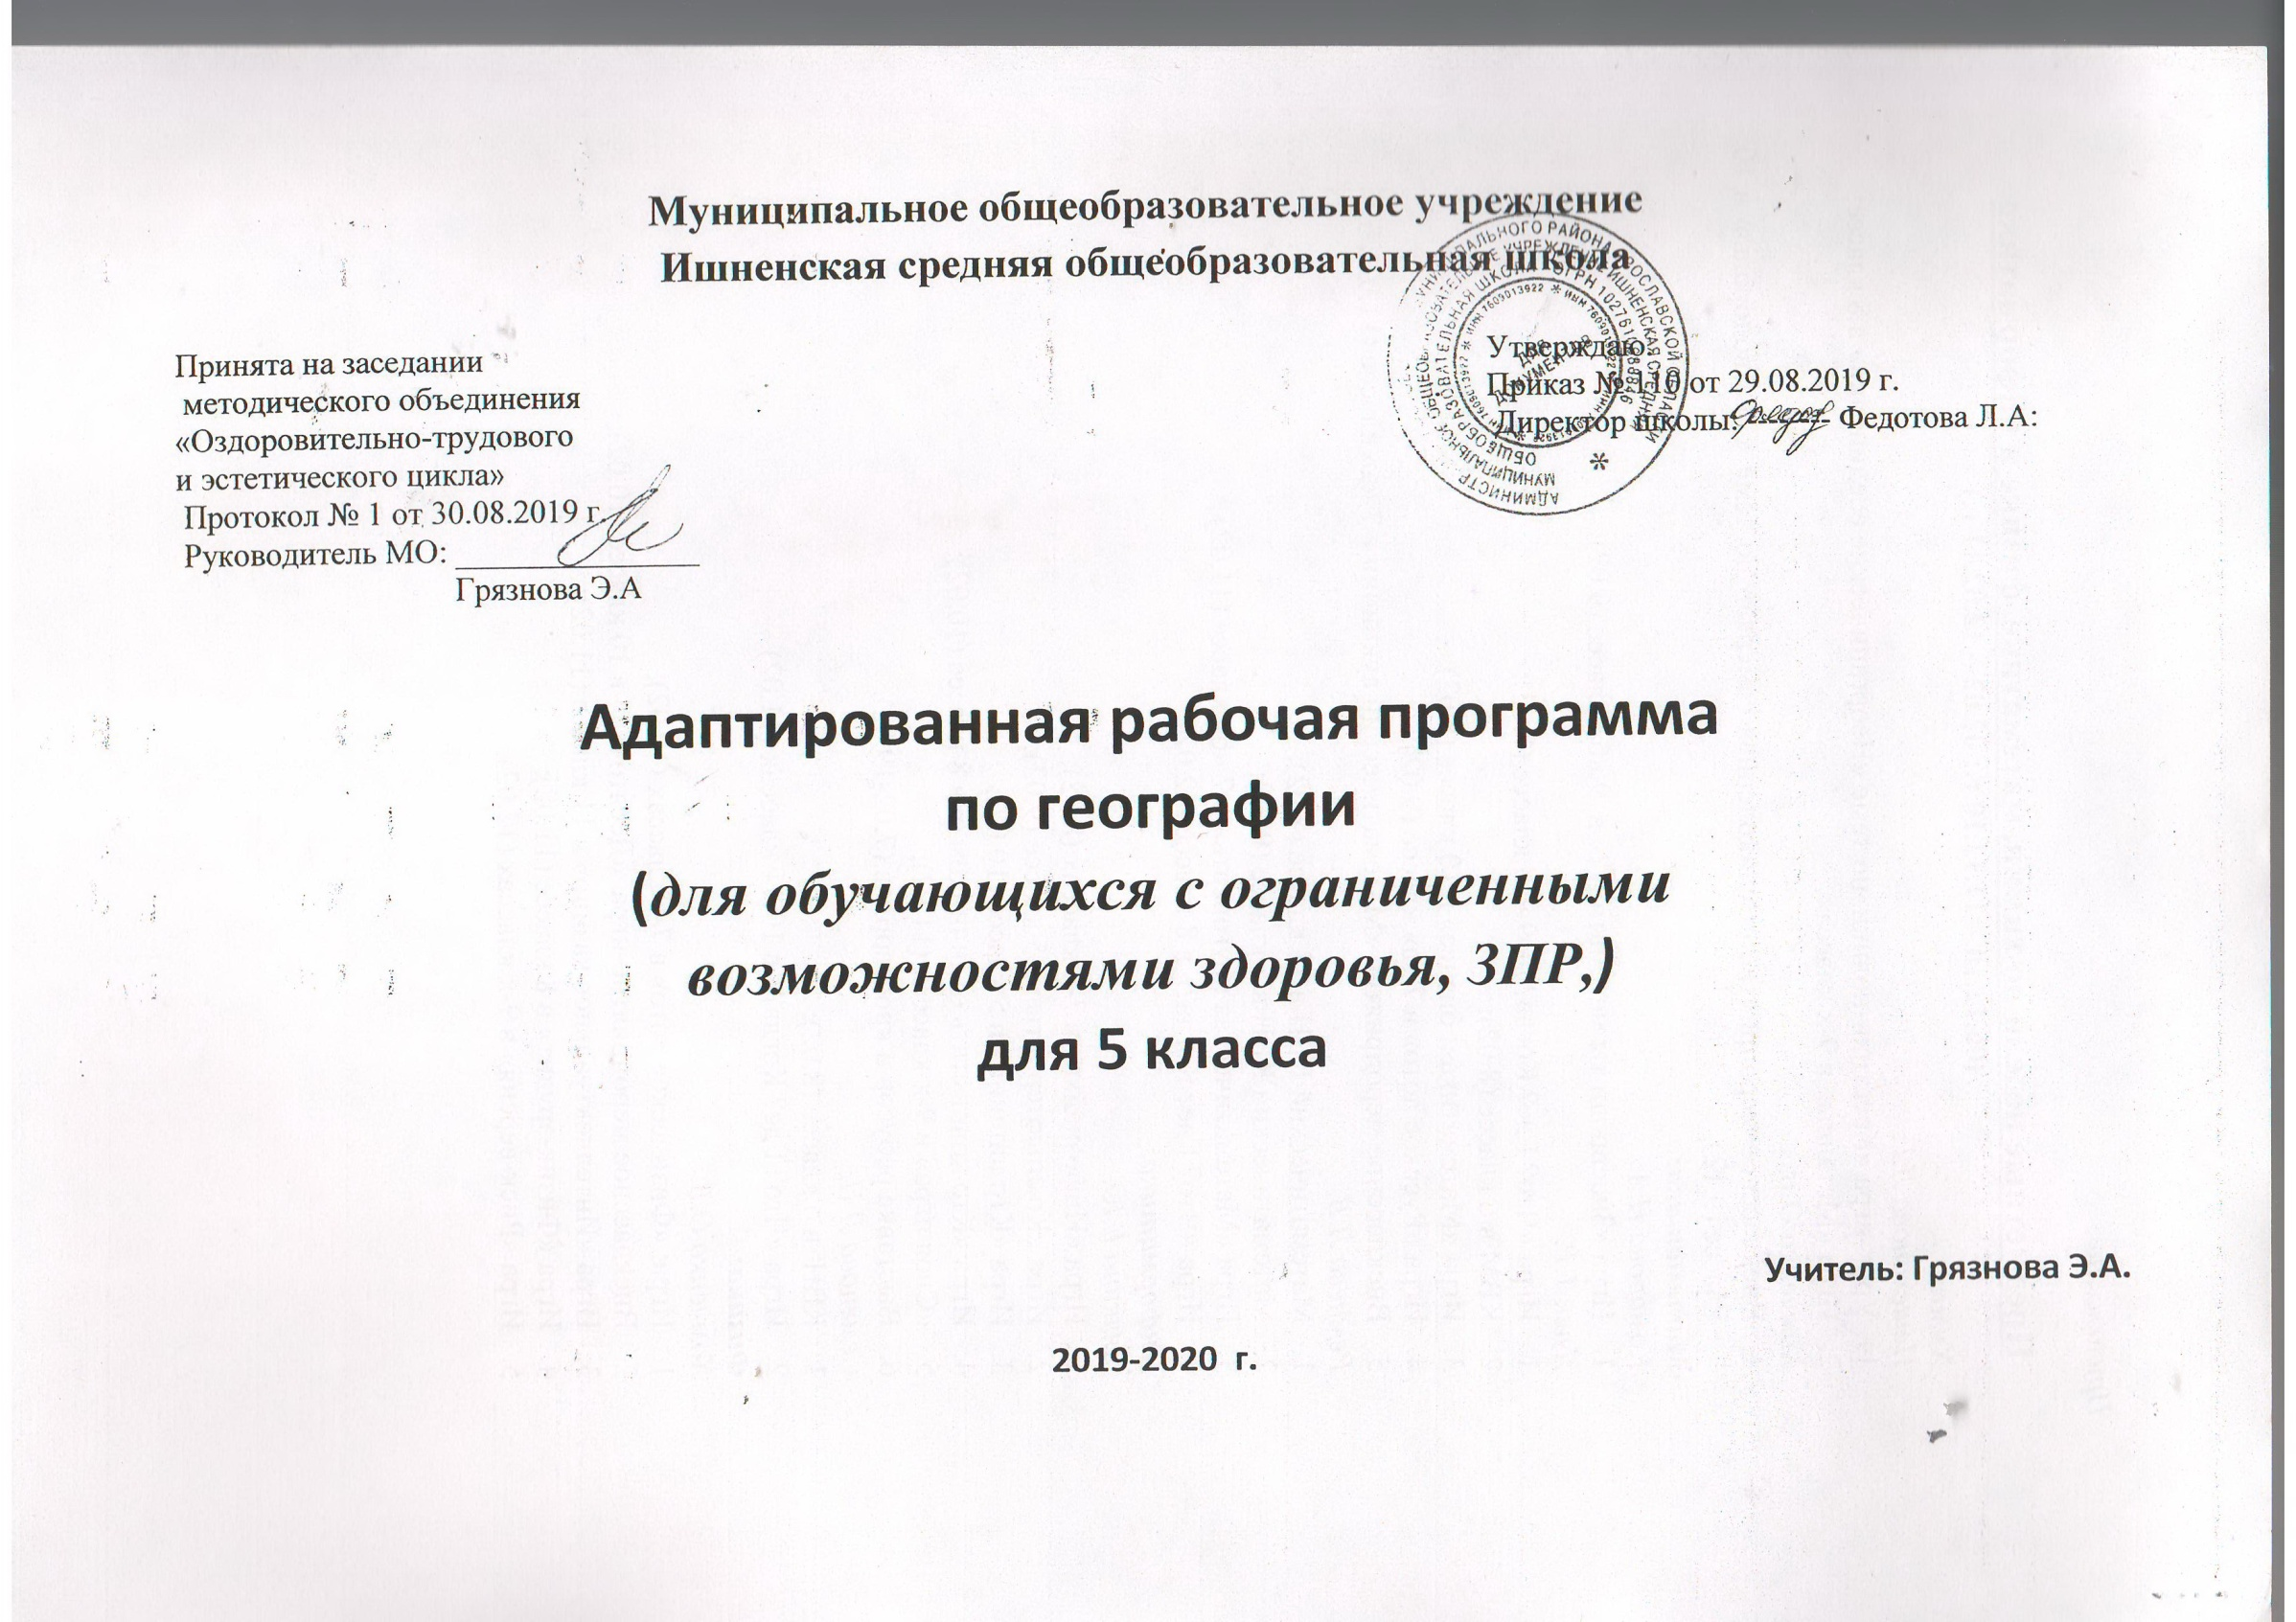 Муниципальное общеобразовательное учреждение
Ишненская средняя общеобразовательная школа
Принята на заседании
методического объединения
«Оздоровительно-трудового
и эстетического цикла»
Протокол № 1 от 30.08.2019 г.
Руководитель МО:
Грязнова Э.А
Утверждаю:
Приказ № 110 от 29.08.2019 г.
Директор школы: Федотова Л.А:
Адаптированная рабочая программа
по географии
(для обучающихся с ограниченными
возможностями здоровья, ЗПР,)
для 5 класса
Учитель: Грязнова Э.А.
2019-2020 г.